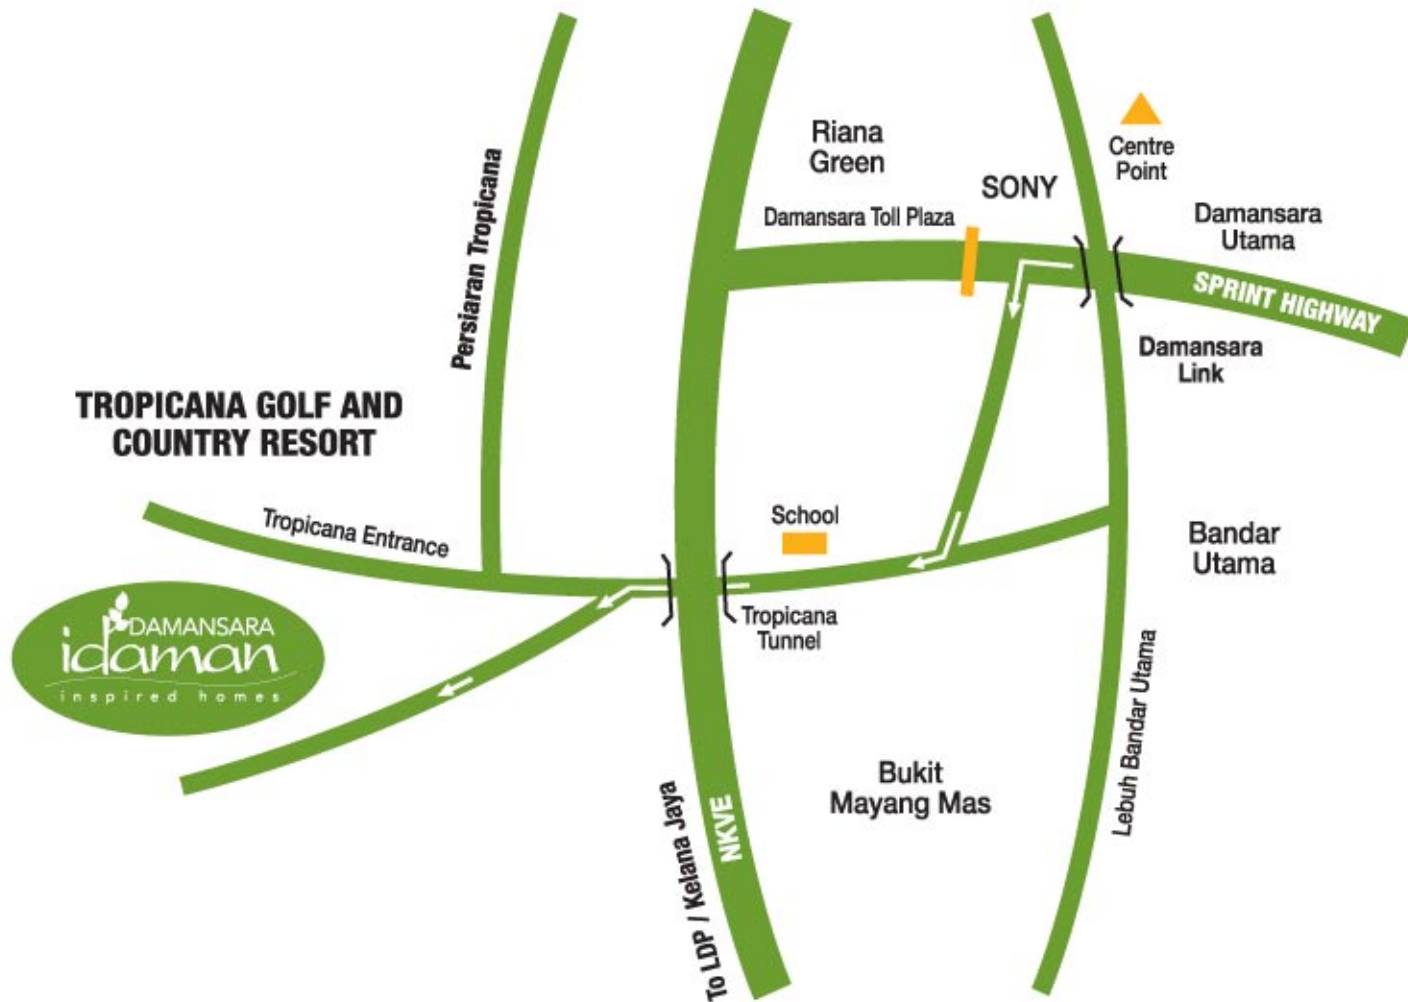 Riana
Green
Centre
Point
SONY
Damansara Toll Plaza
Damansara
Utama
SPRINT HIGHWAY
Persiaran Tropicana
Damansara
Link
TROPICANA GOLF AND
COUNTRY RESORT
Tropicana Entrance
School
Bandar
Utama
DAMANSARA
idaman
inspired homes
Tropicana
Tunnel
Lebuh Bandar Utama
Bukit
Mayang Mas
NKVE
To LDP / Kelana Jaya